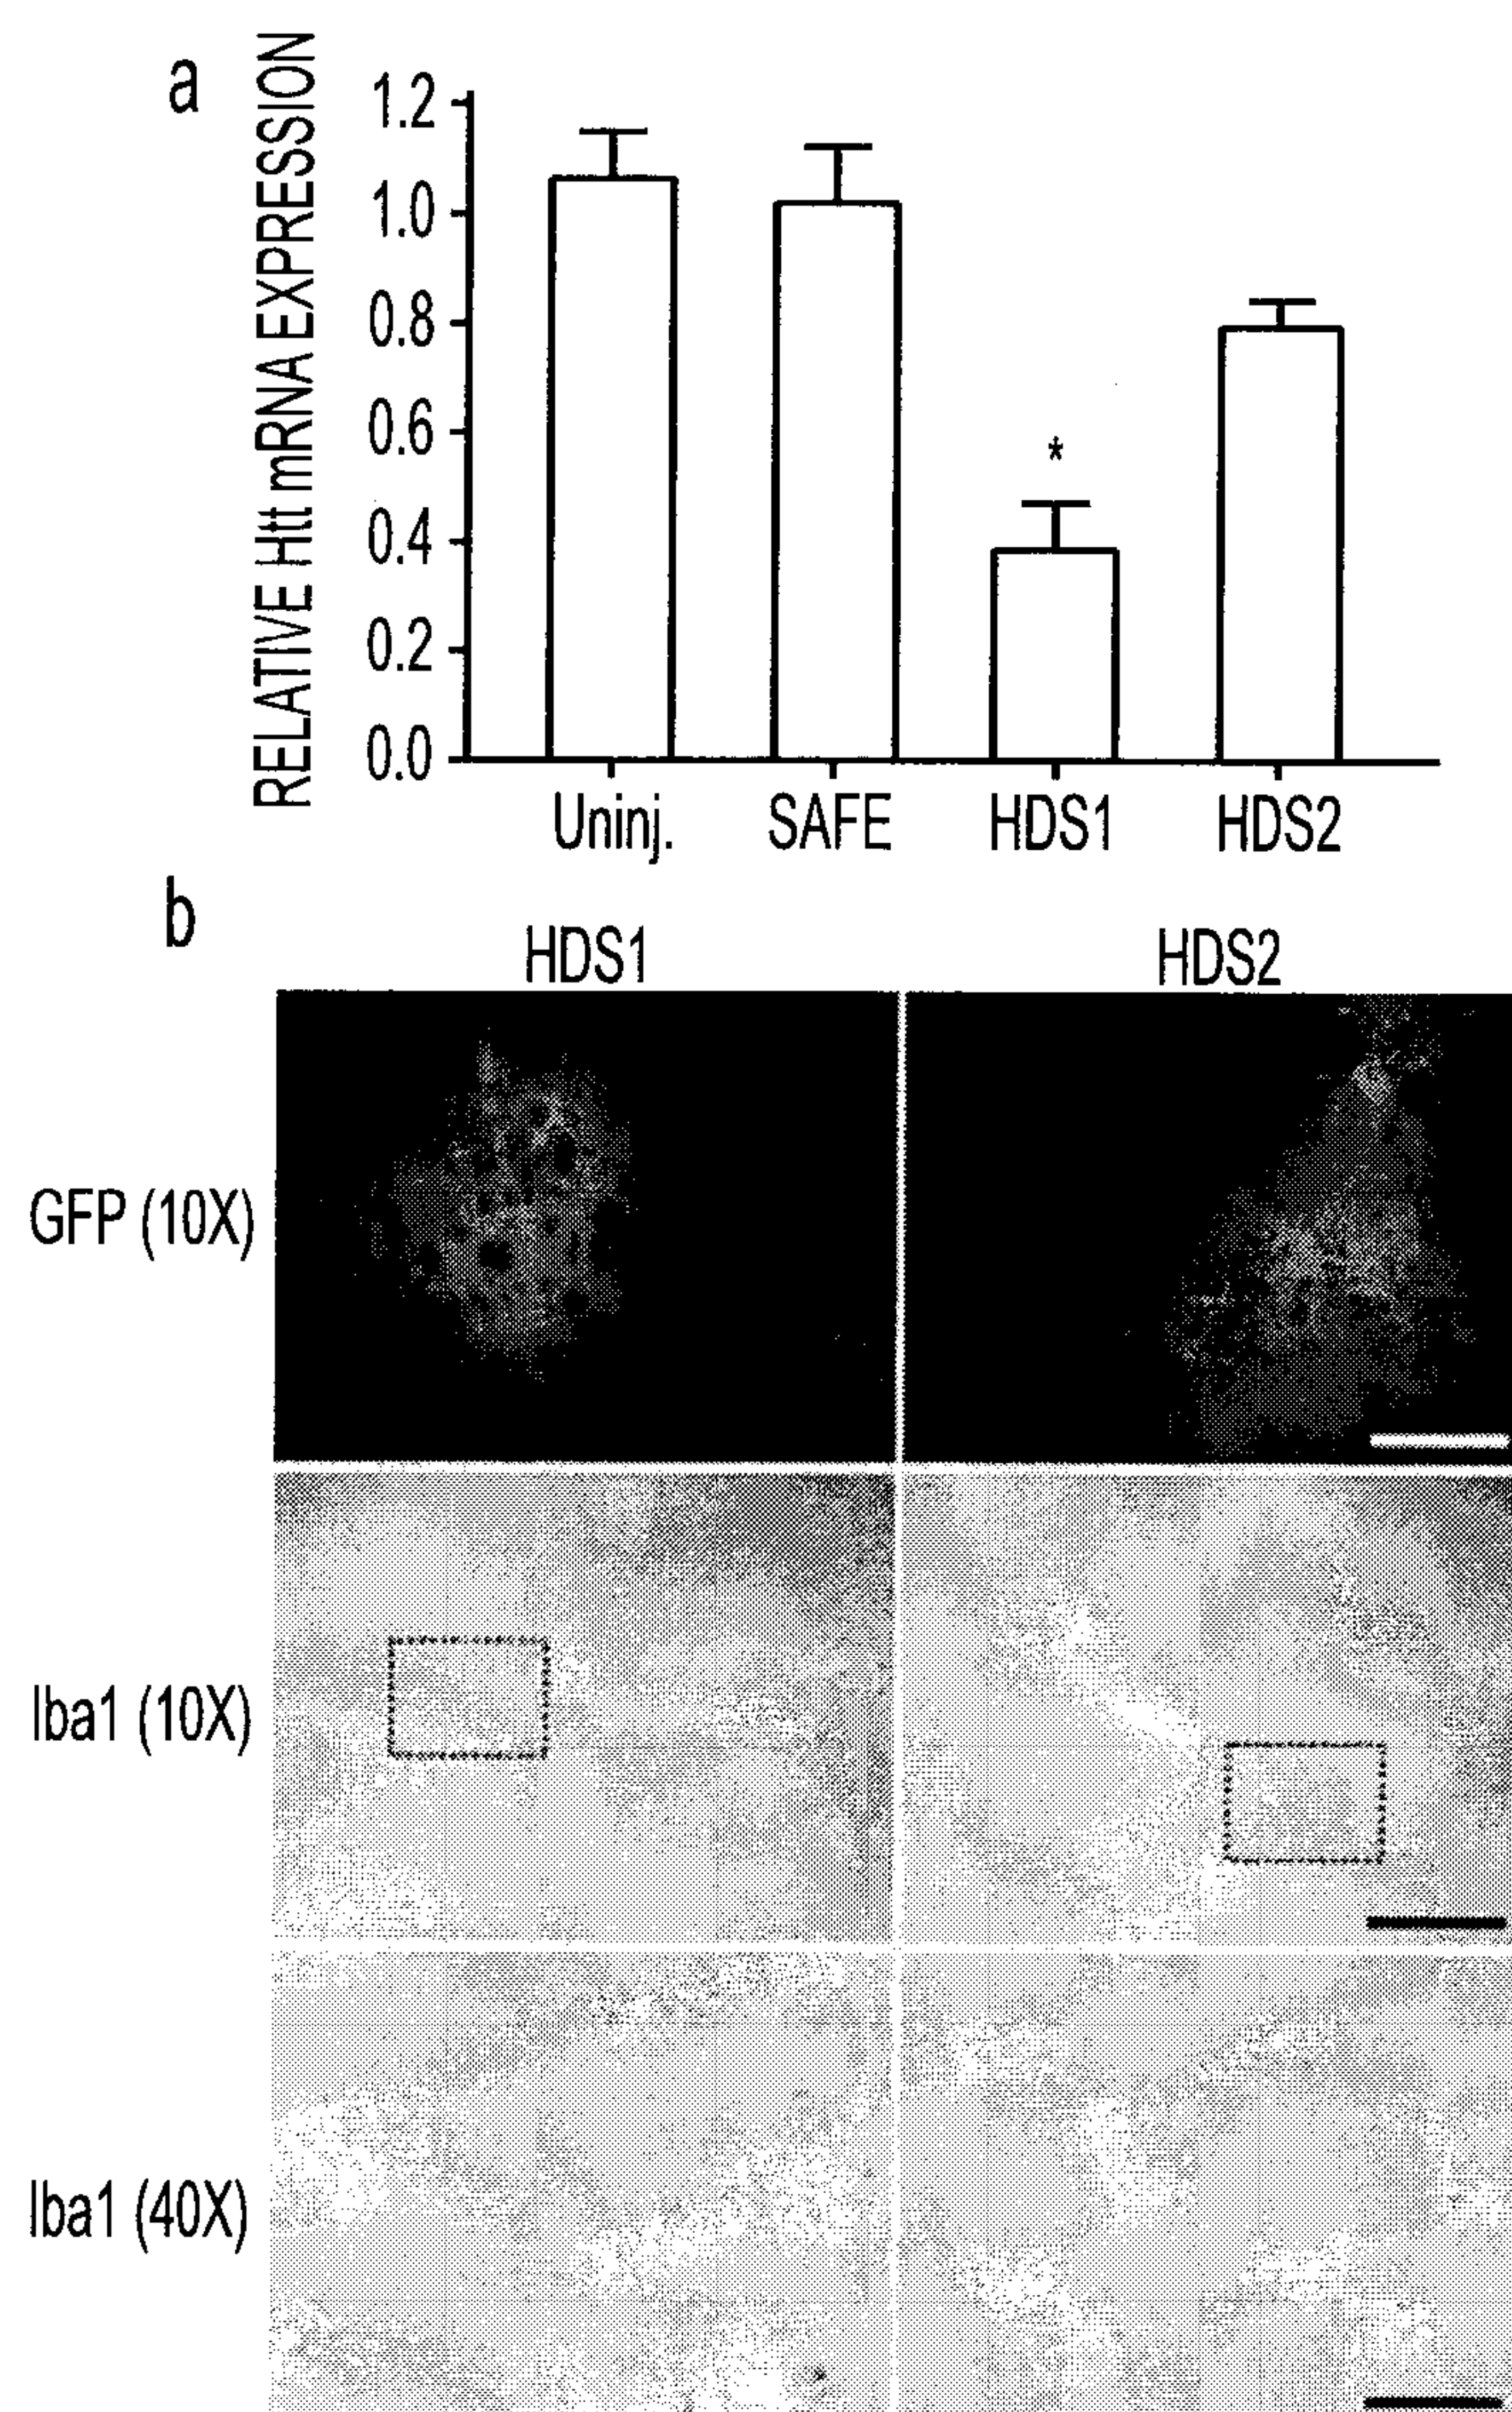 a
RELATIVE Htt mRNA EXPRESSION
1.2
1.0
0.8
0.6
0.4
0.2
0.0
*
Uninj. SAFE HDS1 HDS2
b
HDS1 HDS2
GFP (10X)
Iba1 (10X)
Iba1 (40X)